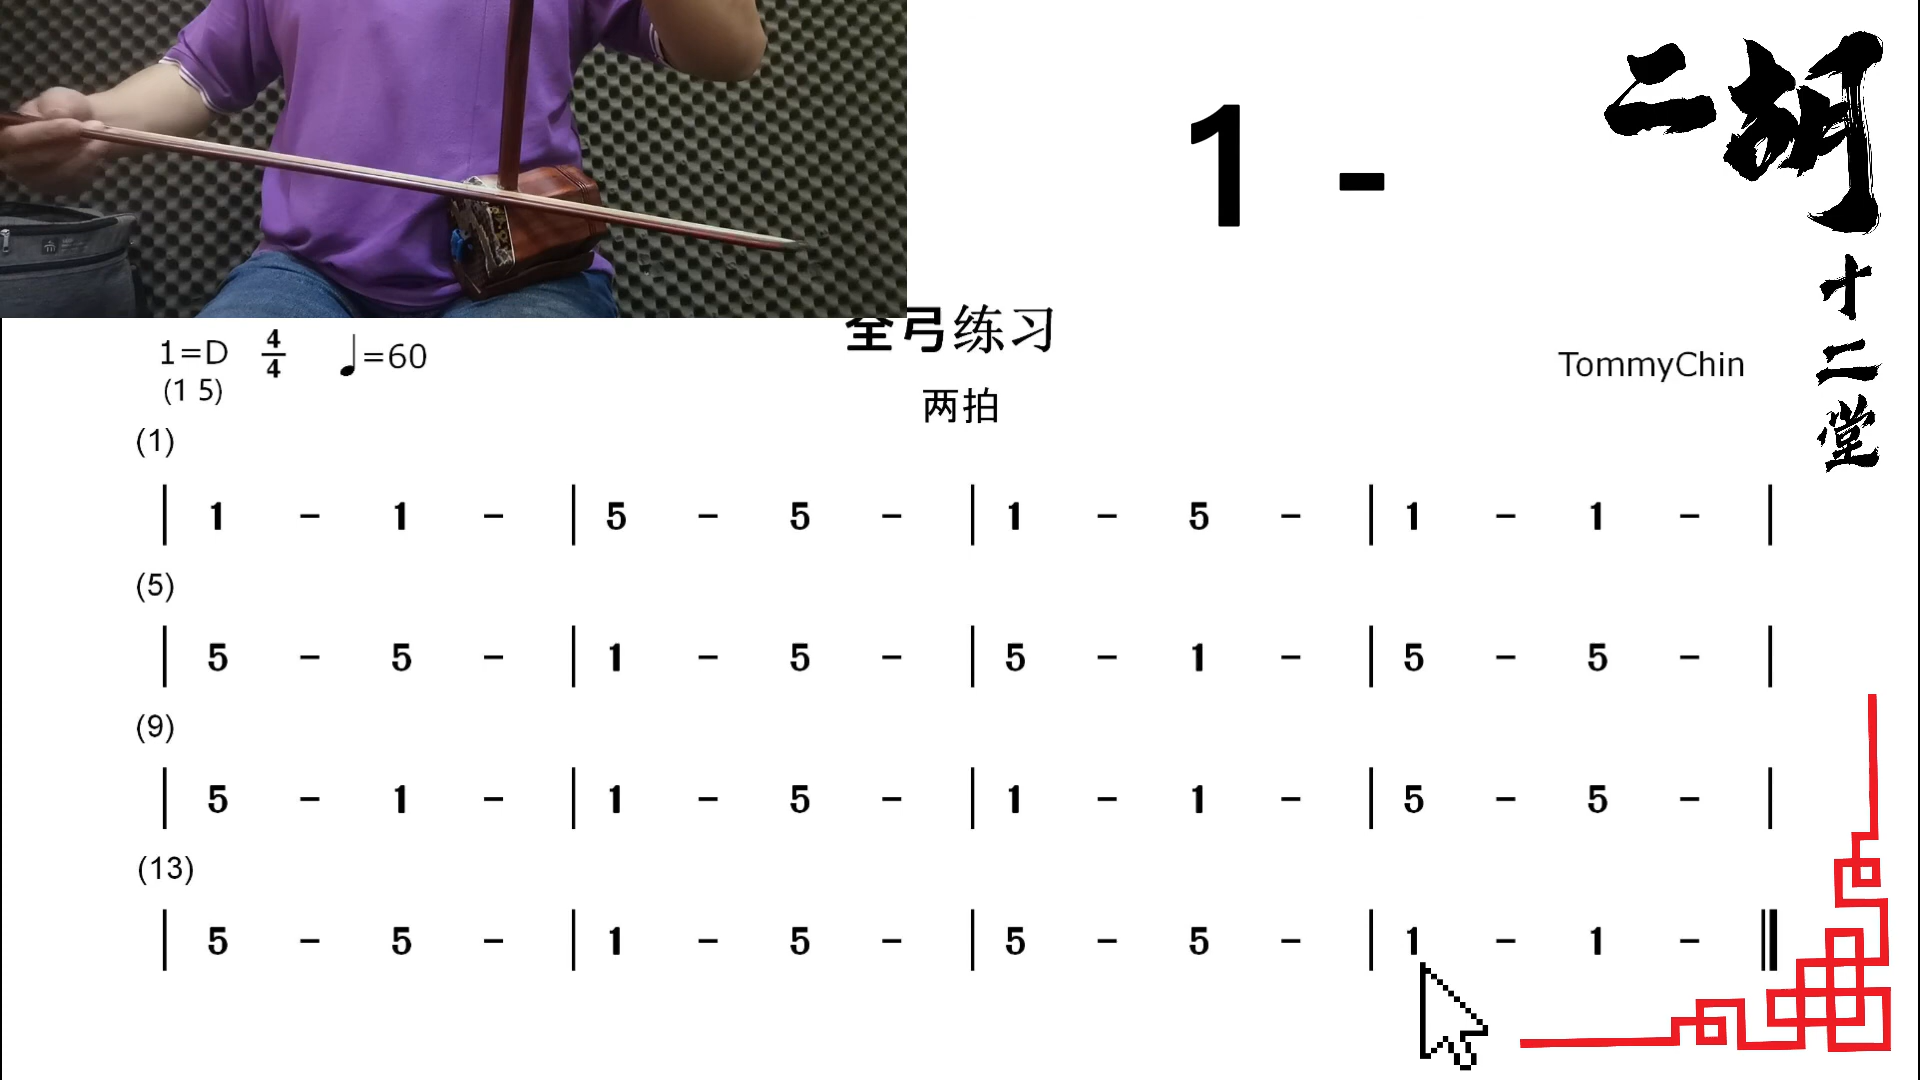 1 -
二胡
十二堂
全弓练习
1=D 4/4 ♩=60
(1 5)
两拍
TommyChin
(1)
| 1 - 1 - | 5 - 5 - | 1 - 5 - | 1 - 1 - |
(5)
| 5 - 5 - | 1 - 5 - | 5 - 1 - | 5 - 5 - |
(9)
| 5 - 1 - | 1 - 5 - | 1 - 1 - | 5 - 5 - |
(13)
| 5 - 5 - | 1 - 5 - | 5 - 5 - | 1 - 1 - ‖